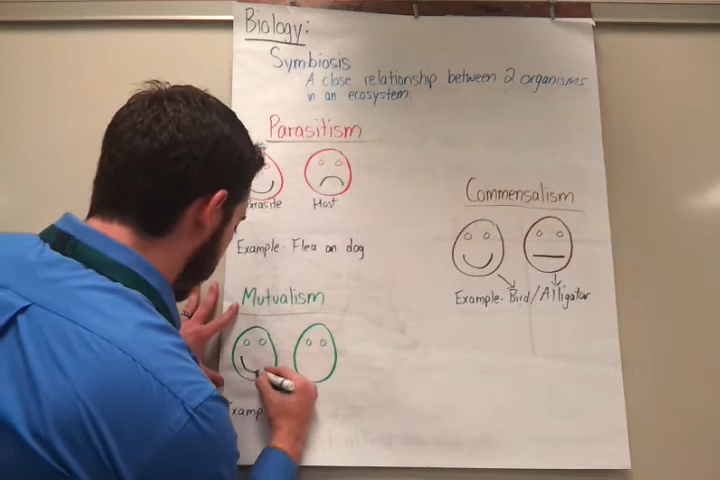 Biology:
Symbiosis
A close relationship between 2 organisms
in an ecosystem.
Parasitism
Host
Example- Flea on dog
Commensalism
Example- Bird/Alligator
Mutualism